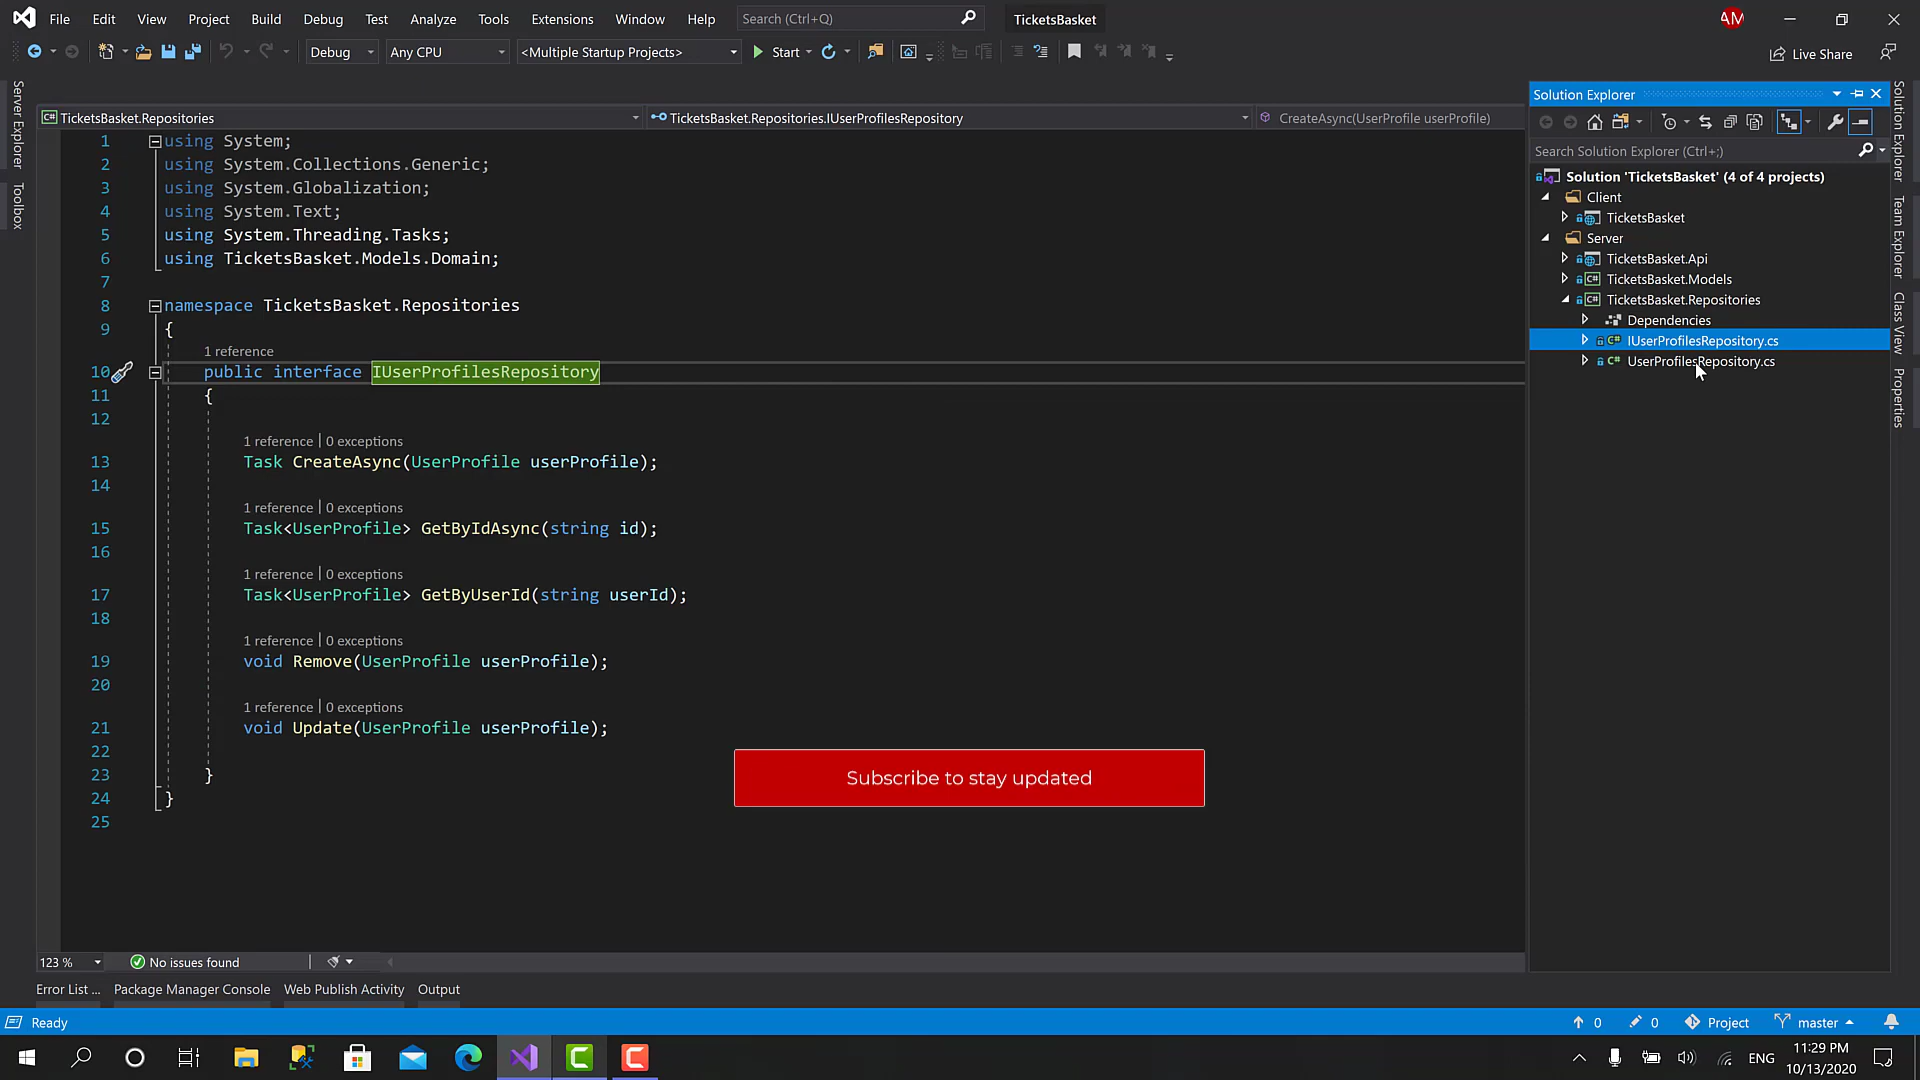 File Edit View Project Build Debug Test Analyze Tools Extensions Window Help Search (Ctrl+Q) TicketsBasket AM
Debug Any CPU <Multiple Startup Projects> Start Live Share
Server Explorer
Toolbox
TicketsBasket.Repositories TicketsBasket.Repositories.IUserProfilesRepository CreateAsync(UserProfile userProfile)
1 using System;
2 using System.Collections.Generic;
3 using System.Globalization;
4 using System.Text;
5 using System.Threading.Tasks;
6 using TicketsBasket.Models.Domain;
7
8 namespace TicketsBasket.Repositories
9 {
1 reference
10 public interface IUserProfilesRepository
11 {
12
1 reference | 0 exceptions
13 Task CreateAsync(UserProfile userProfile);
14
1 reference | 0 exceptions
15 Task<UserProfile> GetByIdAsync(string id);
16
1 reference | 0 exceptions
17 Task<UserProfile> GetByUserId(string userId);
18
1 reference | 0 exceptions
19 void Remove(UserProfile userProfile);
20
1 reference | 0 exceptions
21 void Update(UserProfile userProfile);
22
23 }
24 }
25
Subscribe to stay updated
Solution Explorer
Search Solution Explorer (Ctrl+;)
Solution 'TicketsBasket' (4 of 4 projects)
Client
TicketsBasket
Server
TicketsBasket.Api
TicketsBasket.Models
TicketsBasket.Repositories
Dependencies
C# IUserProfilesRepository.cs
C# UserProfilesRepository.cs
Solution Explorer
Team Explorer
Class View
Properties
123 % No issues found
Error List ... Package Manager Console Web Publish Activity Output
Ready 0 0 Project master
ENG 11:29 PM
10/13/2020